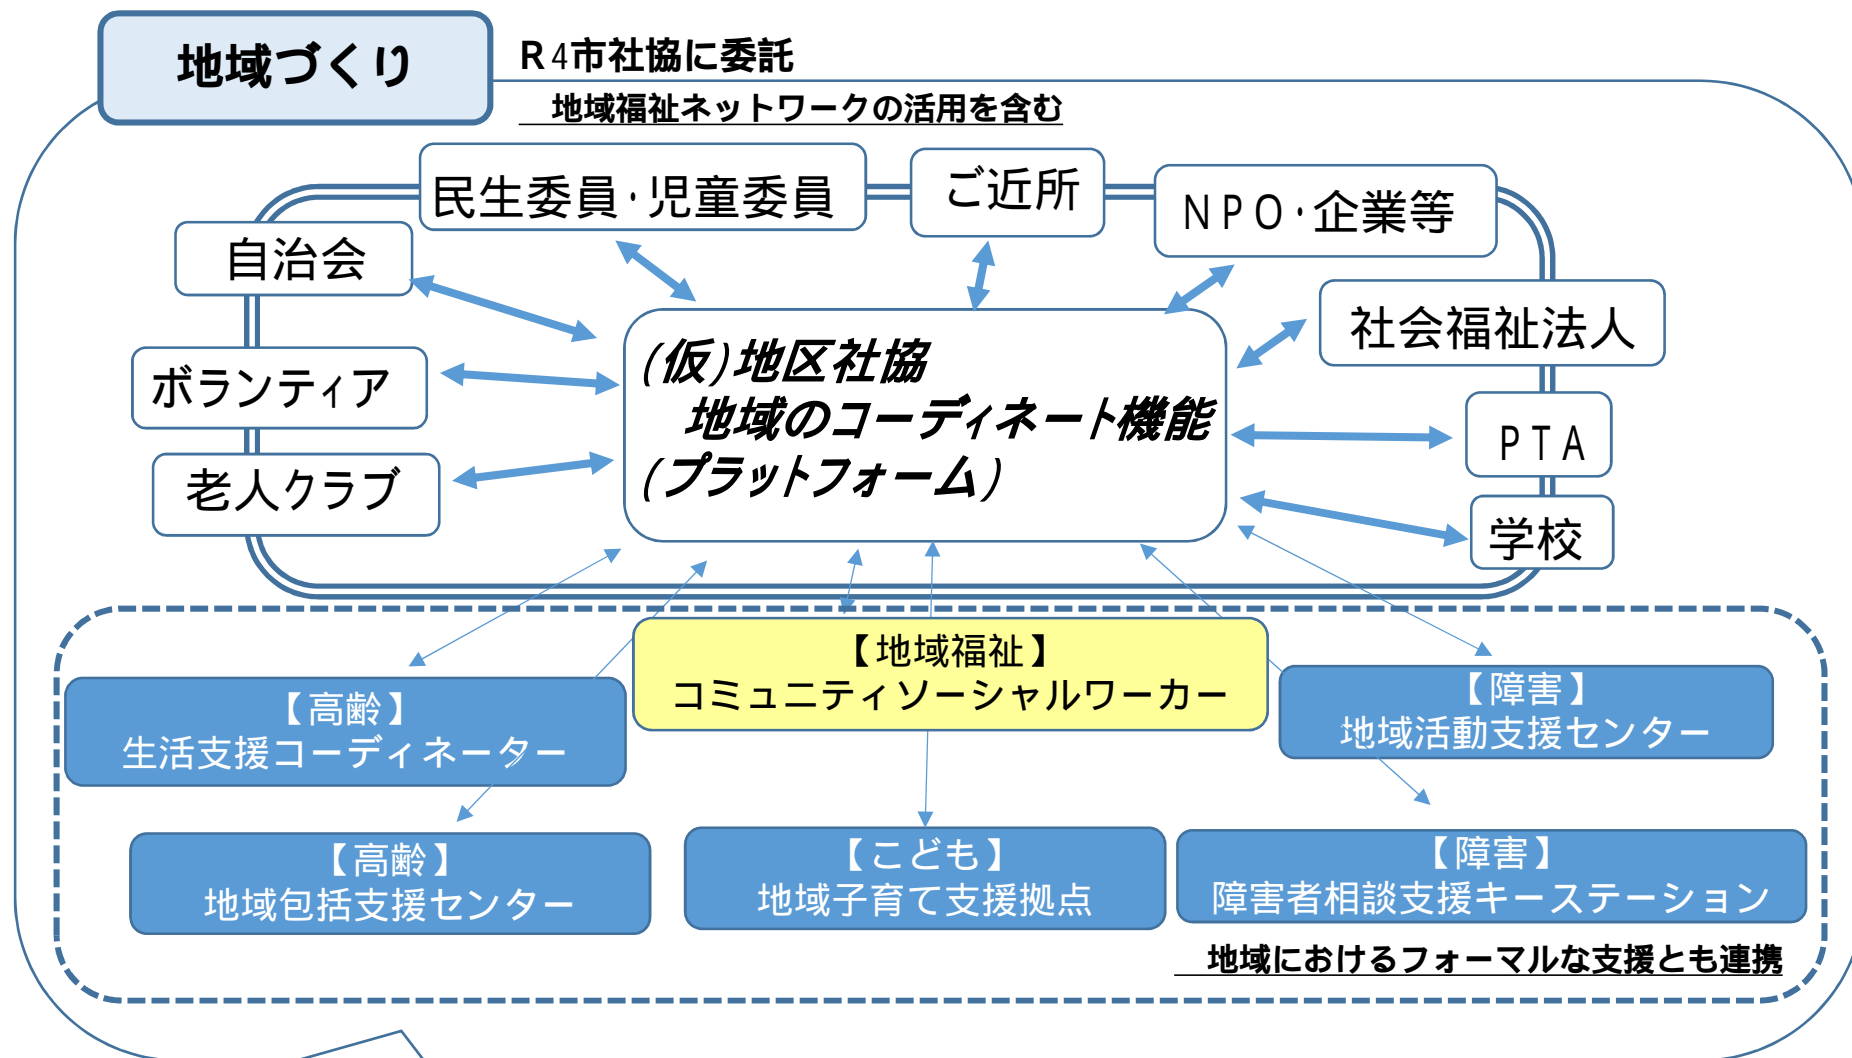 地域づくり
R4市社協に委託
地域福祉ネットワークの活用を含む
民生委員・児童委員
ご近所
NPO・企業等
自治会
社会福祉法人
ボランティア
PTA
老人クラブ
学校
(仮)地区社協
地域のコーディネート機能
(プラットフォーム)
【地域福祉】
コミュニティソーシャルワーカー
【高齢】
生活支援コーディネーター
【障害】
地域活動支援センター
【高齢】
地域包括支援センター
【こども】
地域子育て支援拠点
【障害】
障害者相談支援キーステーション
地域におけるフォーマルな支援とも連携